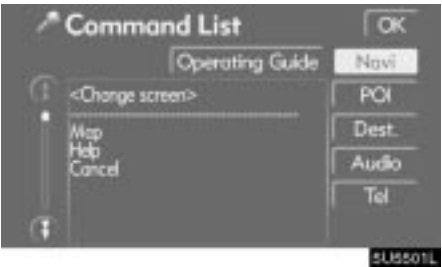 Command List OK
Operating Guide Navi
<Change screen> POI
Map Dest.
Help
Cancel Audio
Tel
5U5501L